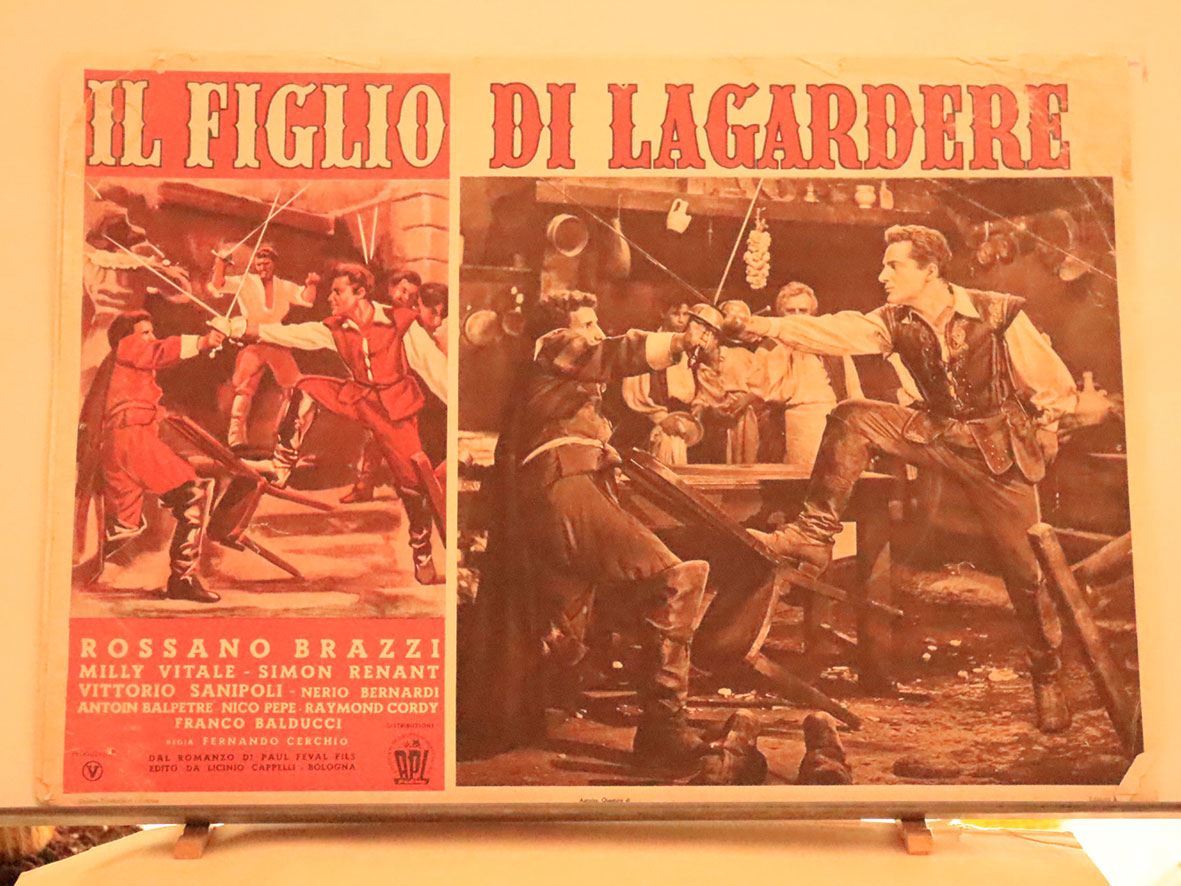 IL FIGLIO DI LAGARDERE
ROSSANO BRAZZI
MILLY VITALE - SIMON RENANT
VITTORIO SANIPOLI - NERIO BERNARDI
ANTOIN BALPETRE NICO PEPE - RAYMOND CORDY
FRANCO BALDUCCI
DISTRIBUZIONE
REGIA FERNANDO CERCHIO
DAL ROMANZO DI PAUL FEVAL FILS
EDITO DA LICINIO CAPPELLI - BOLOGNA
V